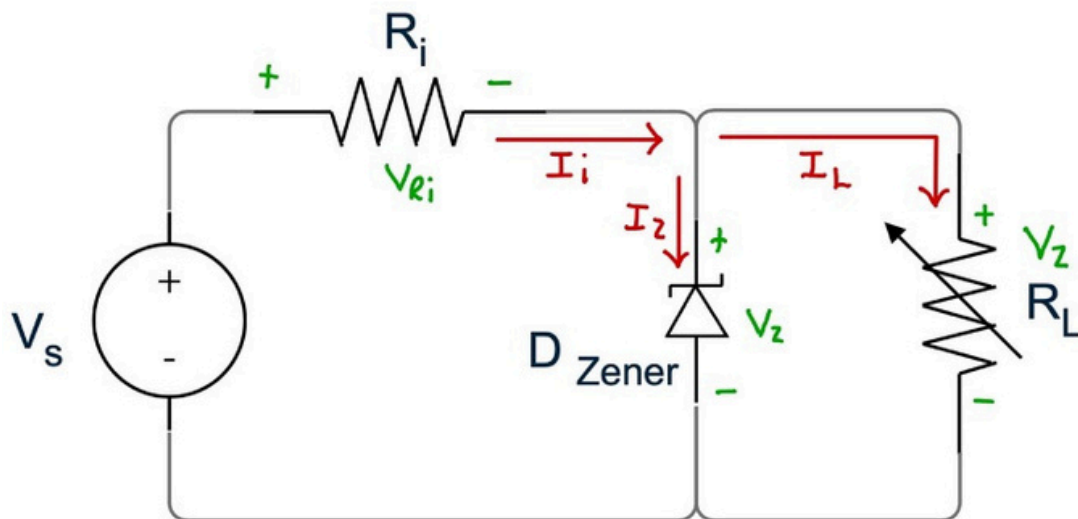 Ri
+
-
VRi
Ii
IL
Iz
+
+
Vz
RL
Vs
+
-
Vz
D Zener
-
-